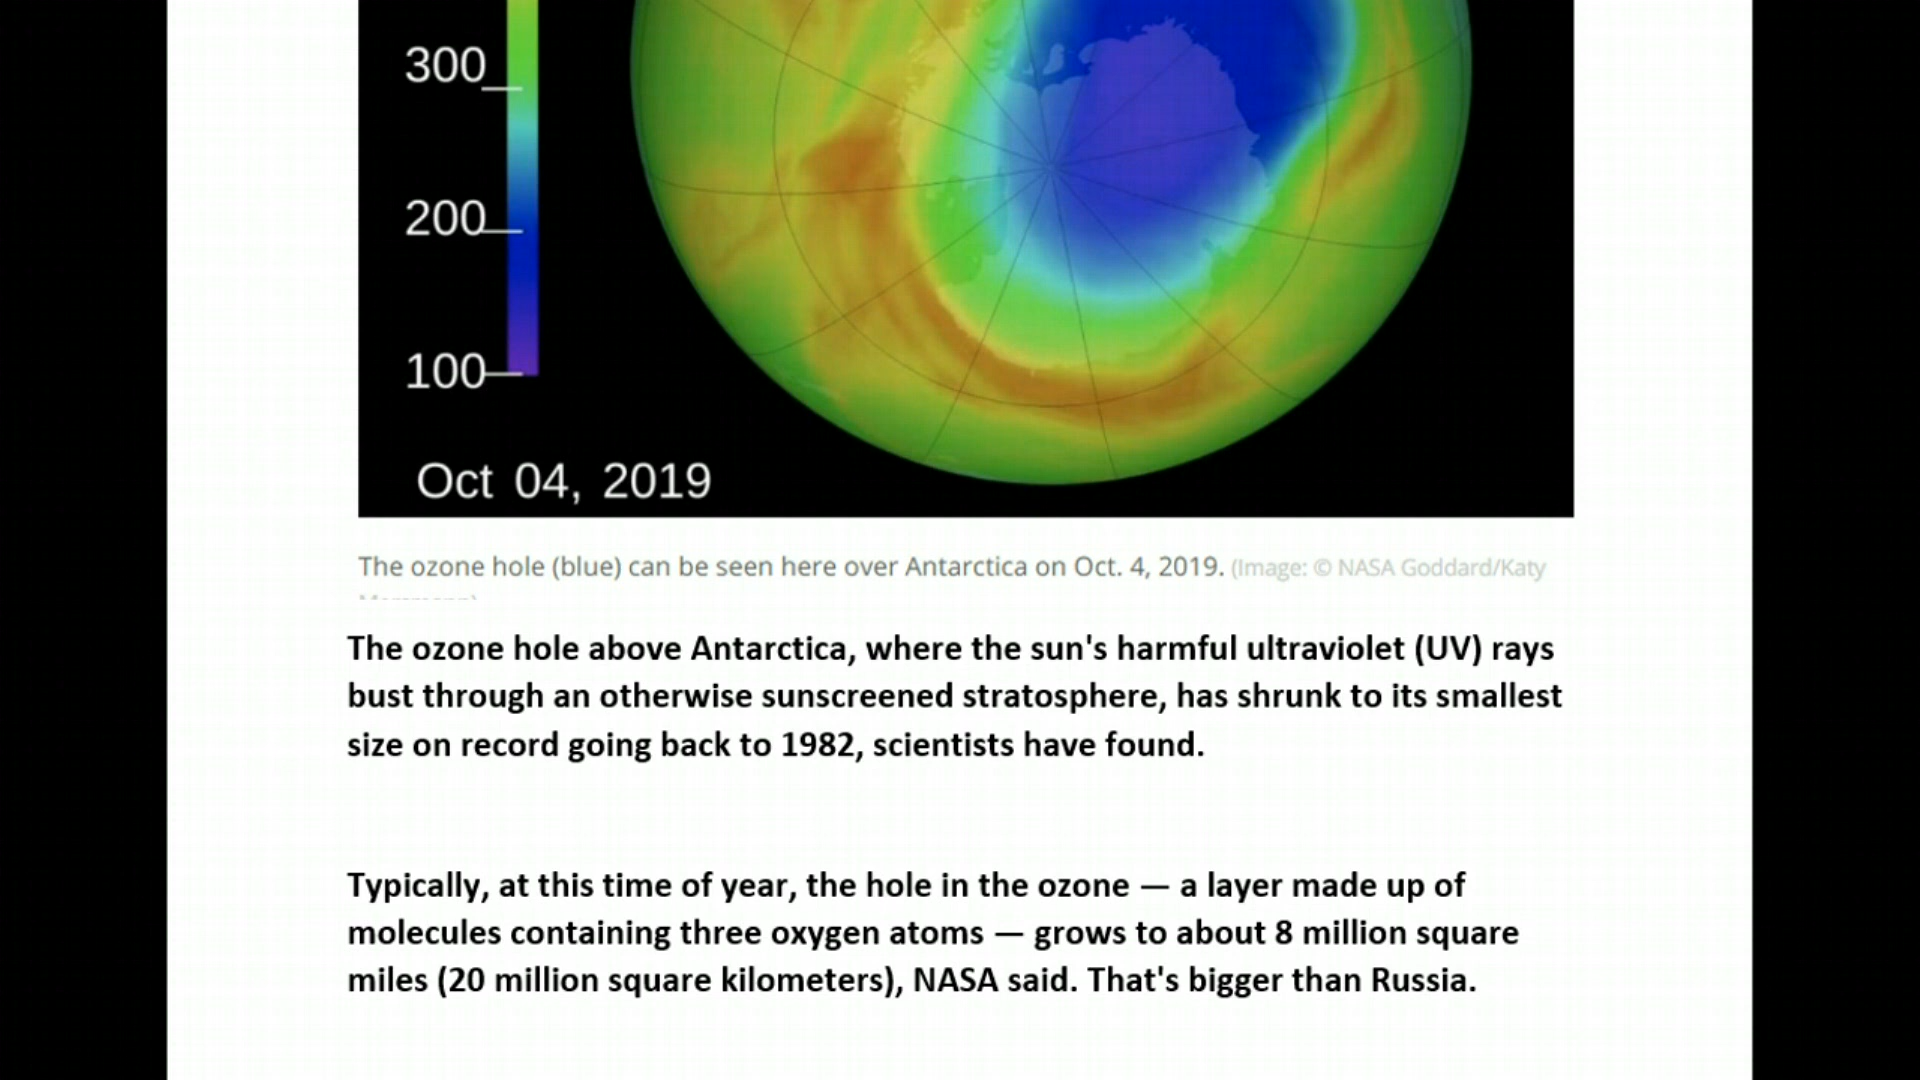 300
200
100
Oct 04, 2019
The ozone hole (blue) can be seen here over Antarctica on Oct. 4, 2019. (Image: © NASA Goddard/Katy
The ozone hole above Antarctica, where the sun's harmful ultraviolet (UV) rays
bust through an otherwise sunscreened stratosphere, has shrunk to its smallest
size on record going back to 1982, scientists have found.
Typically, at this time of year, the hole in the ozone — a layer made up of
molecules containing three oxygen atoms — grows to about 8 million square
miles (20 million square kilometers), NASA said. That's bigger than Russia.